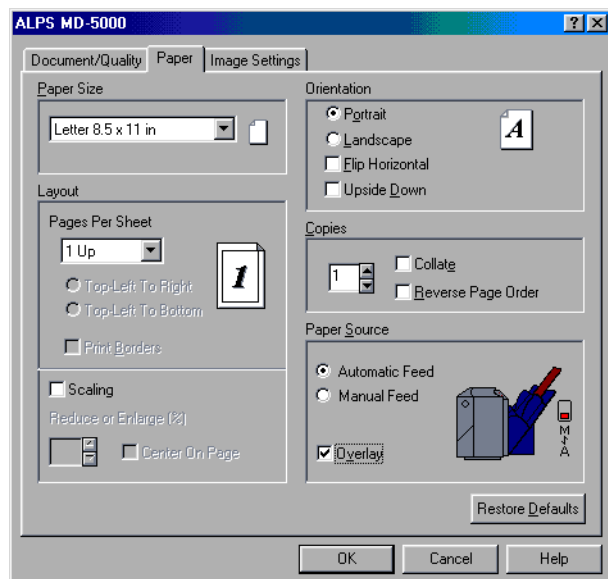 ALPS MD-5000
Document/Quality Paper Image Settings
Paper Size
Letter 8.5 x 11 in
Layout
Pages Per Sheet
1 Up
1
Top-Left To Right
Top-Left To Bottom
Print Borders
Scaling
Reduce or Enlarge (%)
Center On Page
Orientation
Portrait
A
Landscape
Flip Horizontal
Upside Down
Copies
1
Collate
Reverse Page Order
Paper Source
Automatic Feed
Manual Feed
M
A
Overlay
Restore Defaults
OK Cancel Help